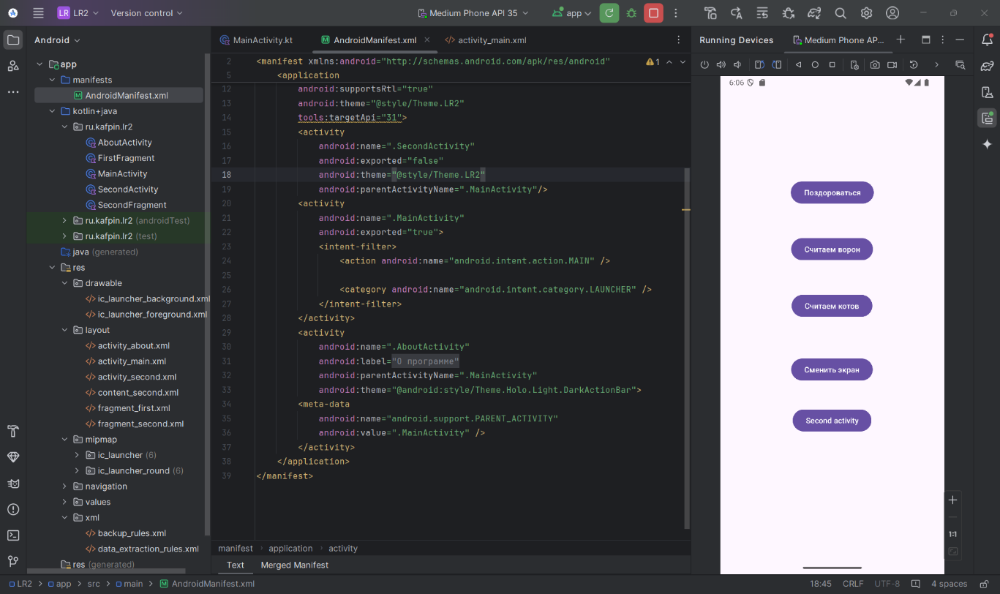 LR LR2 Version control Medium Phone API 35 app
Android
app
manifests
AndroidManifest.xml
kotlin+java
ru.kafpin.lr2
AboutActivity
FirstFragment
MainActivity
SecondActivity
SecondFragment
ru.kafpin.lr2 (androidTest)
ru.kafpin.lr2 (test)
java (generated)
res
drawable
ic_launcher_background.xml
ic_launcher_foreground.xml
layout
activity_about.xml
activity_main.xml
activity_second.xml
content_second.xml
fragment_first.xml
fragment_second.xml
mipmap
ic_launcher (6)
ic_launcher_round (6)
navigation
values
xml
backup_rules.xml
data_extraction_rules.xml
res (generated)
MainActivity.kt AndroidManifest.xml activity_main.xml
2 <manifest xmlns:android="http://schemas.android.com/apk/res/android" 1
5 <application
12 android:supportsRtl="true"
13 android:theme="@style/Theme.LR2"
14 tools:targetApi="31">
15 <activity
16 android:name=".SecondActivity"
17 android:exported="false"
18 android:theme="@style/Theme.LR2"
19 android:parentActivityName=".MainActivity"/>
20 <activity
21 android:name=".MainActivity"
22 android:exported="true">
23 <intent-filter>
24 <action android:name="android.intent.action.MAIN" />
25
26 <category android:name="android.intent.category.LAUNCHER" />
27 </intent-filter>
28 </activity>
29 <activity
30 android:name=".AboutActivity"
31 android:label="О программе"
32 android:parentActivityName=".MainActivity"
33 android:theme="@android:style/Theme.Holo.Light.DarkActionBar">
34 <meta-data
35 android:name="android.support.PARENT_ACTIVITY"
36 android:value=".MainActivity" />
37 </activity>
38 </application>
39 </manifest>
manifest application activity
Text Merged Manifest
Running Devices Medium Phone AP...
6:06
Поздороваться
Считаем ворон
Считаем котов
Сменить экран
Second activity
1:1
LR2 app src main AndroidManifest.xml 18:45 CRLF UTF-8 4 spaces